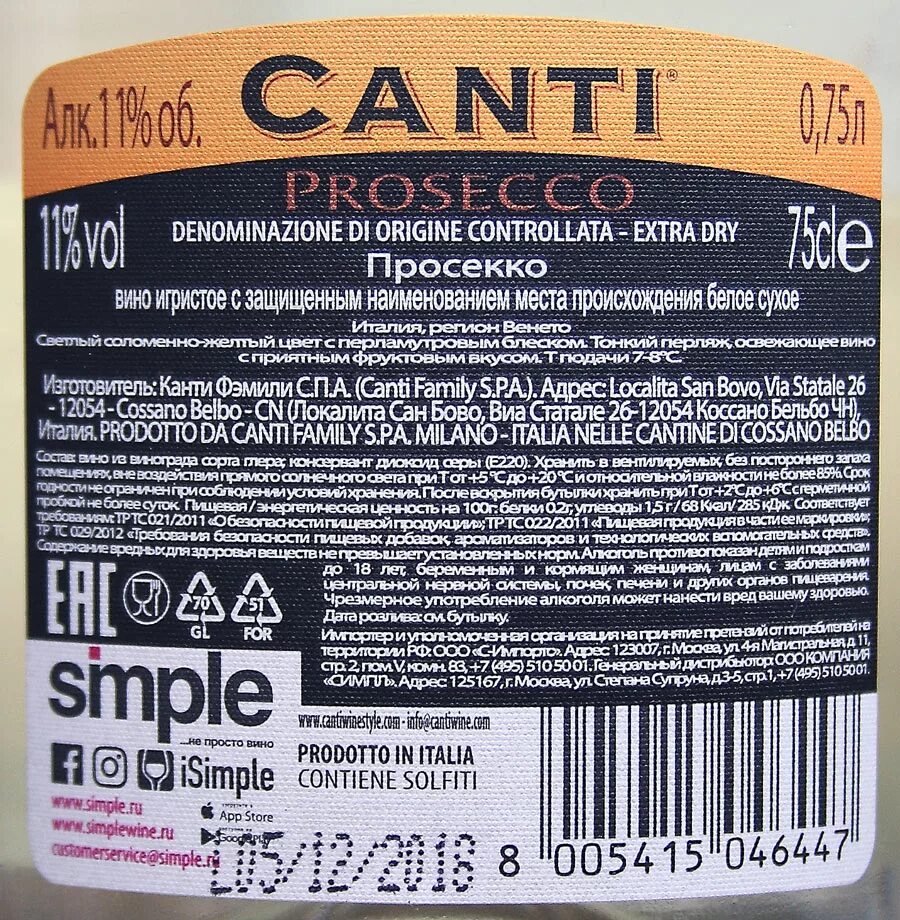 Алк.11% об. CANTI® 0,75л
PROSECCO
11%vol DENOMINAZIONE DI ORIGINE CONTROLLATA - EXTRA DRY 75cle
Просекко
вино игристое с защищенным наименованием места происхождения белое сухое
Италия, регион Венето
Светлый соломенно-желтый цвет с перламутровым блеском. Тонкий перляж, освежающее вино
с приятным фруктовым вкусом. Т подачи 7-8°С.
Изготовитель: Канти Фэмили С.П.А. (Canti Family S.P.A.). Адрес: Localita San Bovo, Via Statale 26
- 12054 - Cossano Belbo - CN (Локалита Сан Бово, Виа Статале 26-12054 Коссано Бельбо ЧН),
Италия. PRODOTTO DA CANTI FAMILY S.P.A. MILANO - ITALIA NELLE CANTINE DI COSSANO BELBO
Состав: вино из винограда сорта глера; консервант диоксид серы (Е220). Хранить в вентилируемых, без постороннего запаха
помещениях, вне воздействия прямого солнечного света при Т от +5°С до +20°С и относительной влажности не более 85%. Срок
годности не ограничен при соблюдении условий хранения. После вскрытия бутылки хранить при Т от +2°С до +6°С с герметичной
пробкой не более суток. Пищевая / энергетическая ценность на 100г: белки 0,2г, углеводы 1,5 г / 68 Ккал/ 285 кДж. Соответствует
требованиям: ТР ТС 021/2011 «О безопасности пищевой продукции»; ТР ТС 022/2011 «Пищевая продукция в части ее маркировки»;
ТР ТС 029/2012 «Требования безопасности пищевых добавок, ароматизаторов и технологических вспомогательных средств».
Содержание вредных для здоровья веществ не превышает установленных норм. Алкоголь противопоказан детям и подросткам
до 18 лет, беременным и кормящим женщинам, лицам с заболеваниями
центральной нервной системы, почек, печени и других органов пищеварения.
Чрезмерное употребление алкоголя может нанести вред вашему здоровью.
Дата розлива: см. бутылку.
Импортер и уполномоченная организация на принятие претензий от потребителей на
территории РФ: ООО «С-Импортс». Адрес: 123007, г. Москва, ул. 4-я Магистральная, д. 11,
стр. 2, пом. V, комн. 83, +7 (495) 510 50 01. Генеральный дистрибьютор: ООО КОМПАНИЯ
«СИМПЛ». Адрес: 125167, г. Москва, ул. Степана Супруна, д.3-5, стр.1, +7 (495) 510 50 01.
EAC 70 51
GL FOR
simple
...не просто вино
iSimple
www.simple.ru
www.simplewine.ru
customerservice@simple.ru
App Store
Google Play
www.cantiwinestyle.com - info@cantiwine.com
PRODOTTO IN ITALIA
CONTIENE SOLFITI
L05/12/2018
8 005415 046447